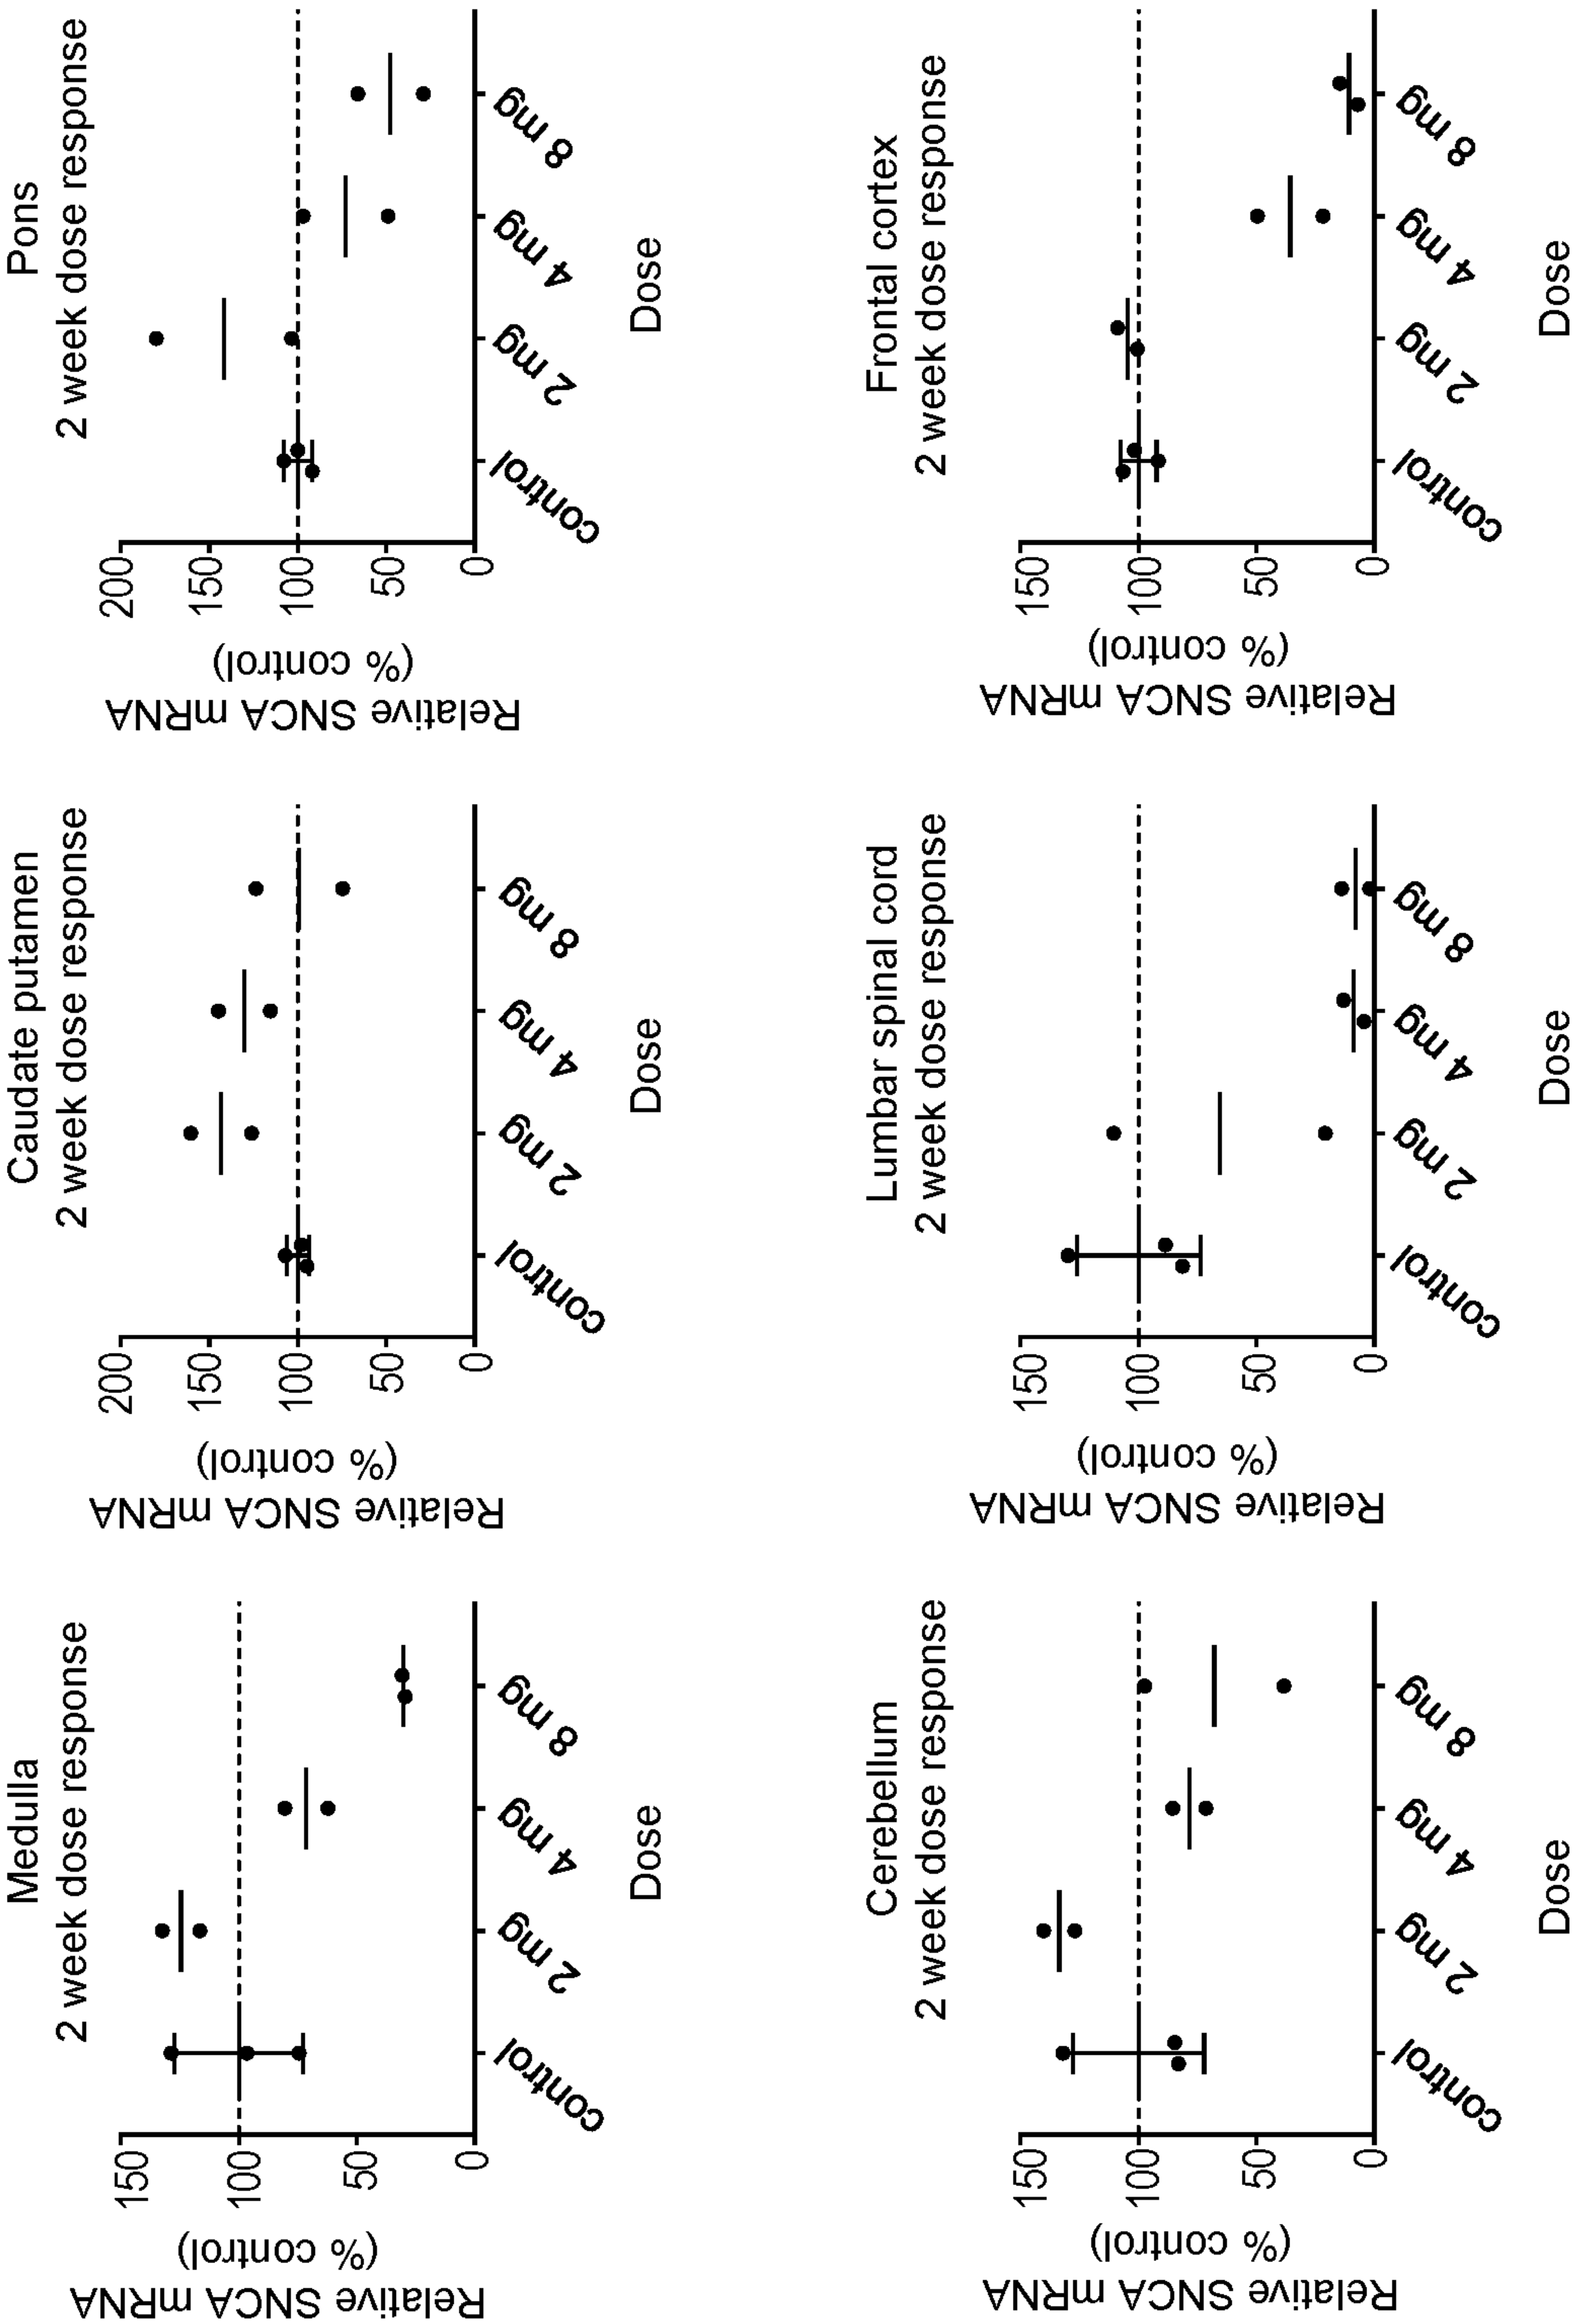 Medulla
2 week dose response
Relative SNCA mRNA
(% control)
150
100
50
0
control
2 mg
4 mg
8 mg
Dose
Caudate putamen
2 week dose response
Relative SNCA mRNA
(% control)
200
150
100
50
0
control
2 mg
4 mg
8 mg
Dose
Pons
2 week dose response
Relative SNCA mRNA
(% control)
200
150
100
50
0
control
2 mg
4 mg
8 mg
Dose
Cerebellum
2 week dose response
Relative SNCA mRNA
(% control)
150
100
50
0
control
2 mg
4 mg
8 mg
Dose
Lumbar spinal cord
2 week dose response
Relative SNCA mRNA
(% control)
150
100
50
0
control
2 mg
4 mg
8 mg
Dose
Frontal cortex
2 week dose response
Relative SNCA mRNA
(% control)
150
100
50
0
control
2 mg
4 mg
8 mg
Dose